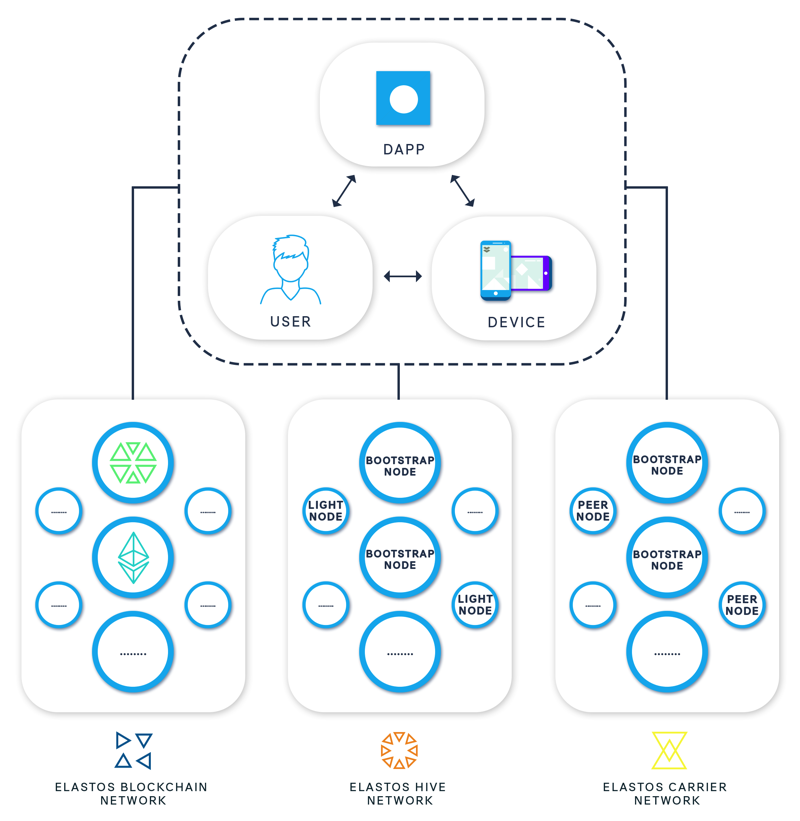 DAPP
USER
DEVICE
........
........
........
........
........
BOOTSTRAP
NODE
LIGHT
NODE
........
BOOTSTRAP
NODE
........
LIGHT
NODE
........
BOOTSTRAP
NODE
PEER
NODE
........
BOOTSTRAP
NODE
........
PEER
NODE
........
ELASTOS BLOCKCHAIN
NETWORK
ELASTOS HIVE
NETWORK
ELASTOS CARRIER
NETWORK